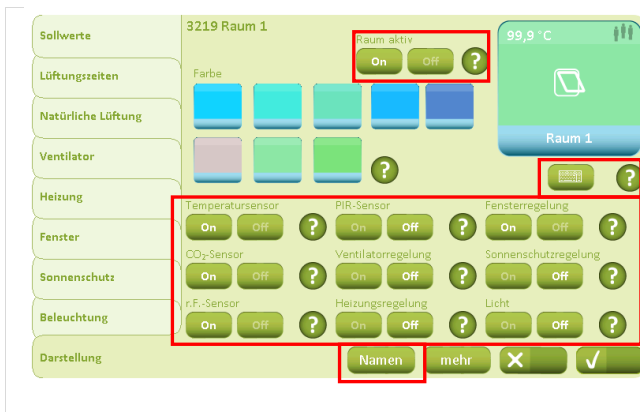 Sollwerte
Lüftungszeiten
Natürliche Lüftung
Ventilator
Heizung
Fenster
Sonnenschutz
Beleuchtung
Darstellung
3219 Raum 1
Raum aktiv
On Off ?
Farbe
?
99,9 °C
Raum 1
?
Temperatursensor PIR-Sensor Fensterregelung
On Off ? On Off ? On Off ?
CO₂-Sensor Ventilatorregelung Sonnenschutzregelung
On Off ? On Off ? On Off ?
r.F.-Sensor Heizungsregelung Licht
On Off ? On Off ? On Off ?
Namen mehr